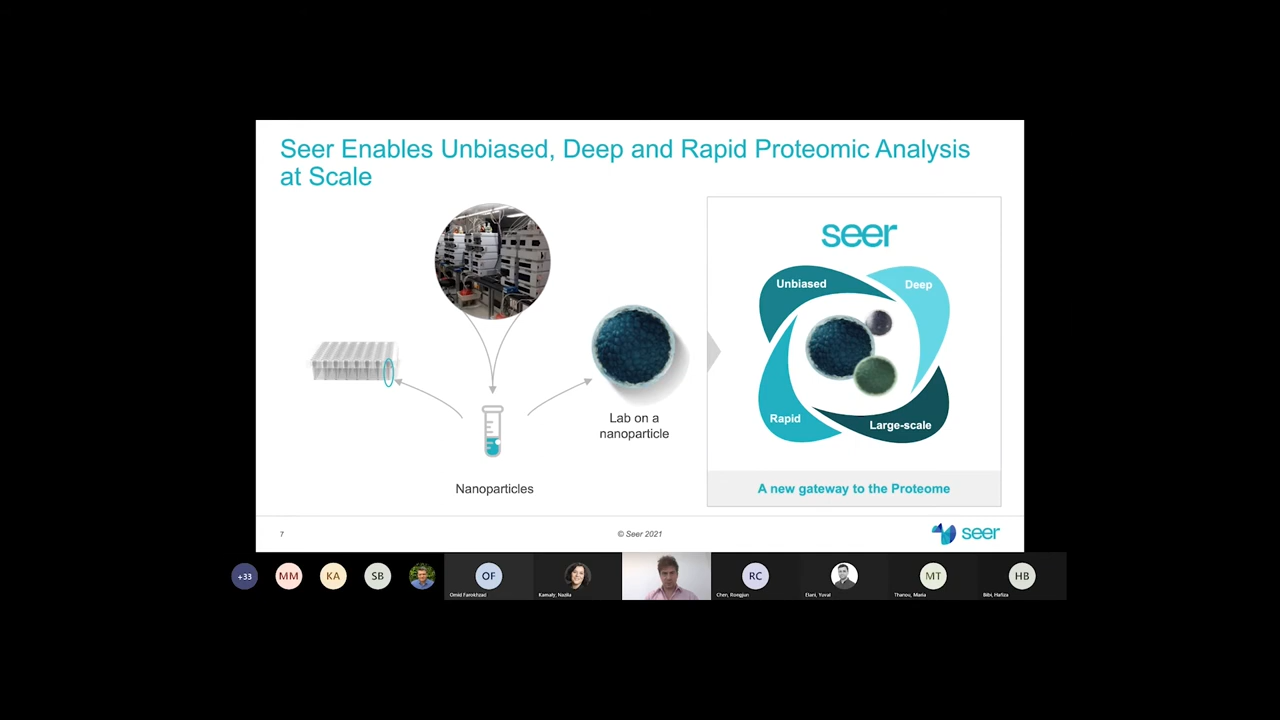 Seer Enables Unbiased, Deep and Rapid Proteomic Analysis
at Scale
seer
Unbiased
Deep
Rapid
Large-scale
Lab on a
nanoparticle
Nanoparticles
A new gateway to the Proteome
7
© Seer 2021
seer
+33
MM
KA
SB
OF
RC
MT
HB
Omid Farokhzad
Kamaly, Nazila
Chen, Rongjun
Elani, Yuval
Thanou, Maria
Bibi, Hafiza